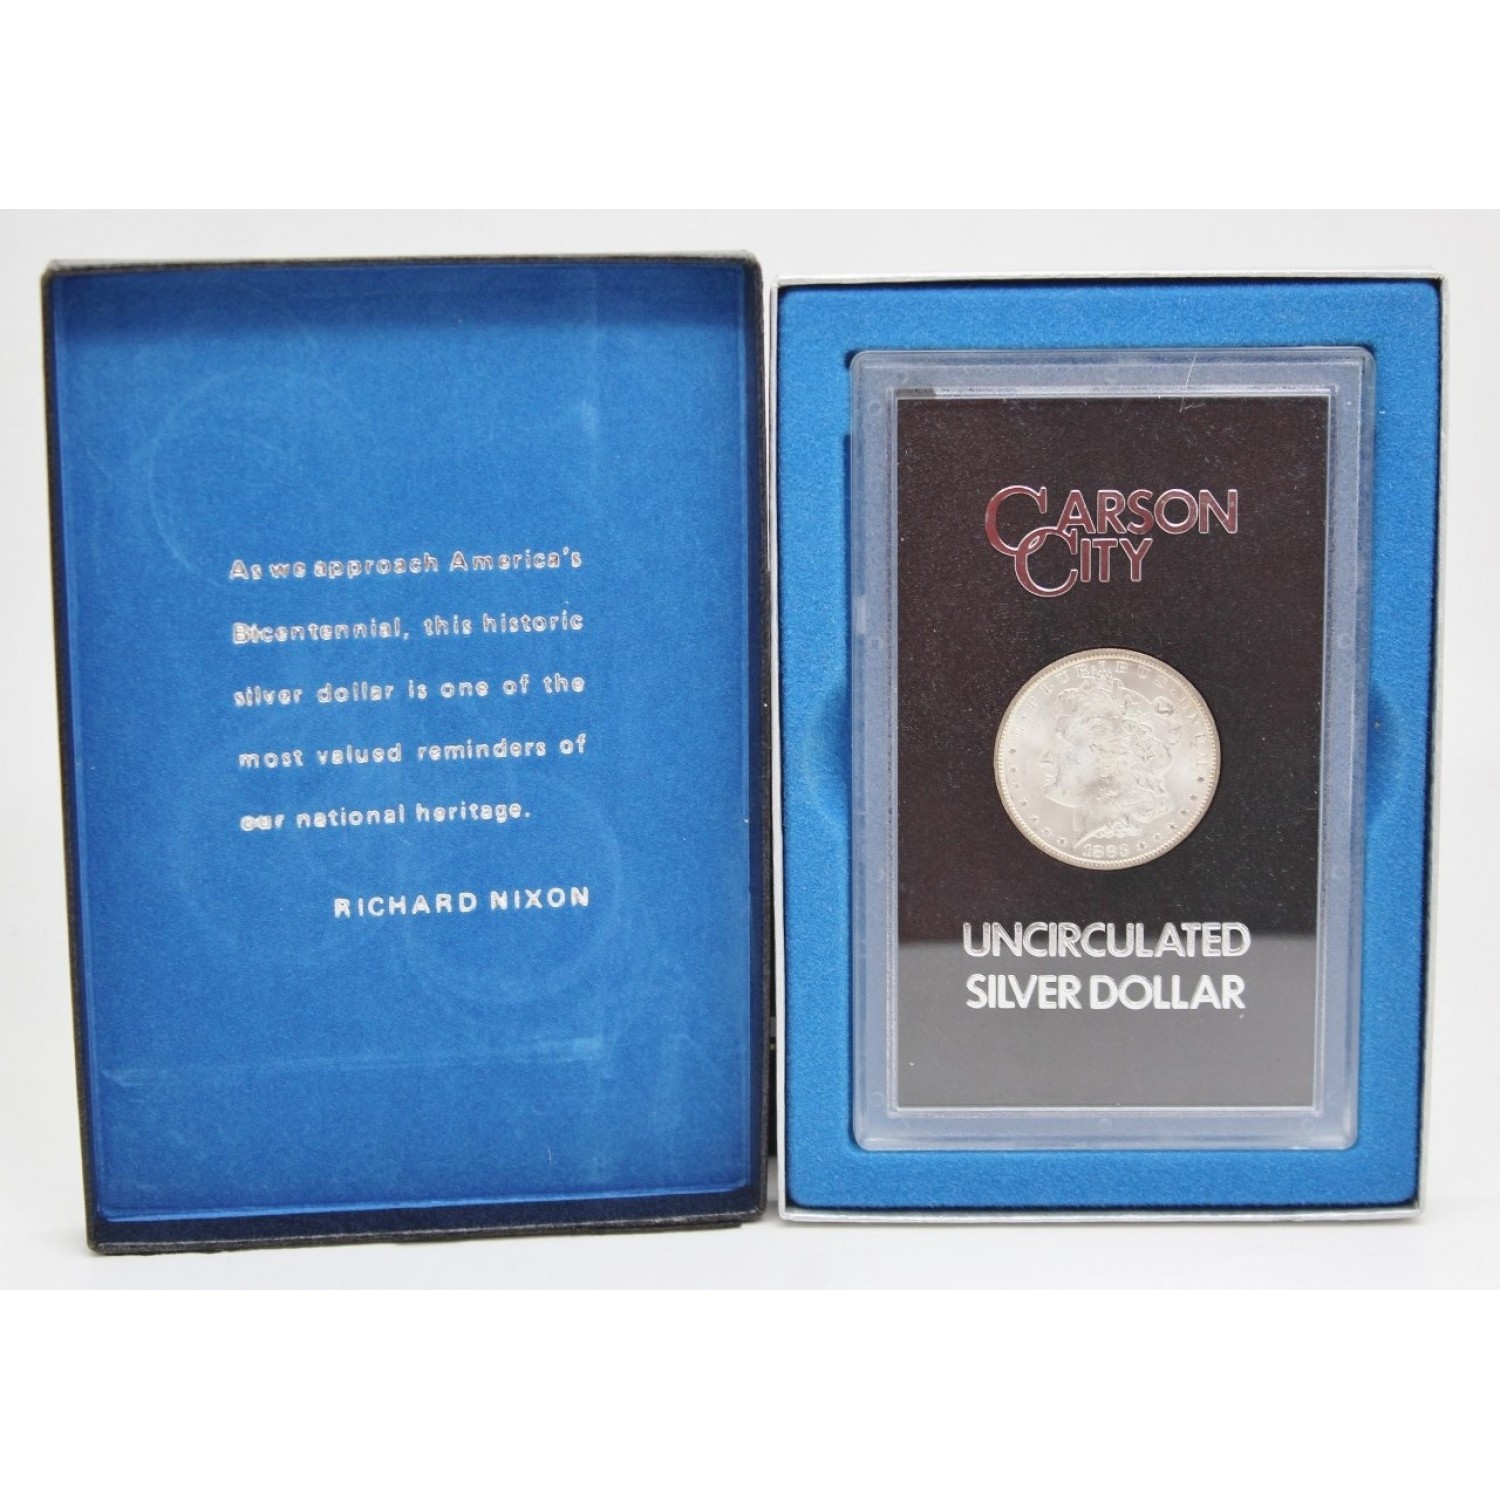 As we approach America's
Bicentennial, this historic
silver dollar is one of the
most valued reminders of
our national heritage.
RICHARD NIXON
CARSON
CITY
UNCIRCULATED
SILVER DOLLAR